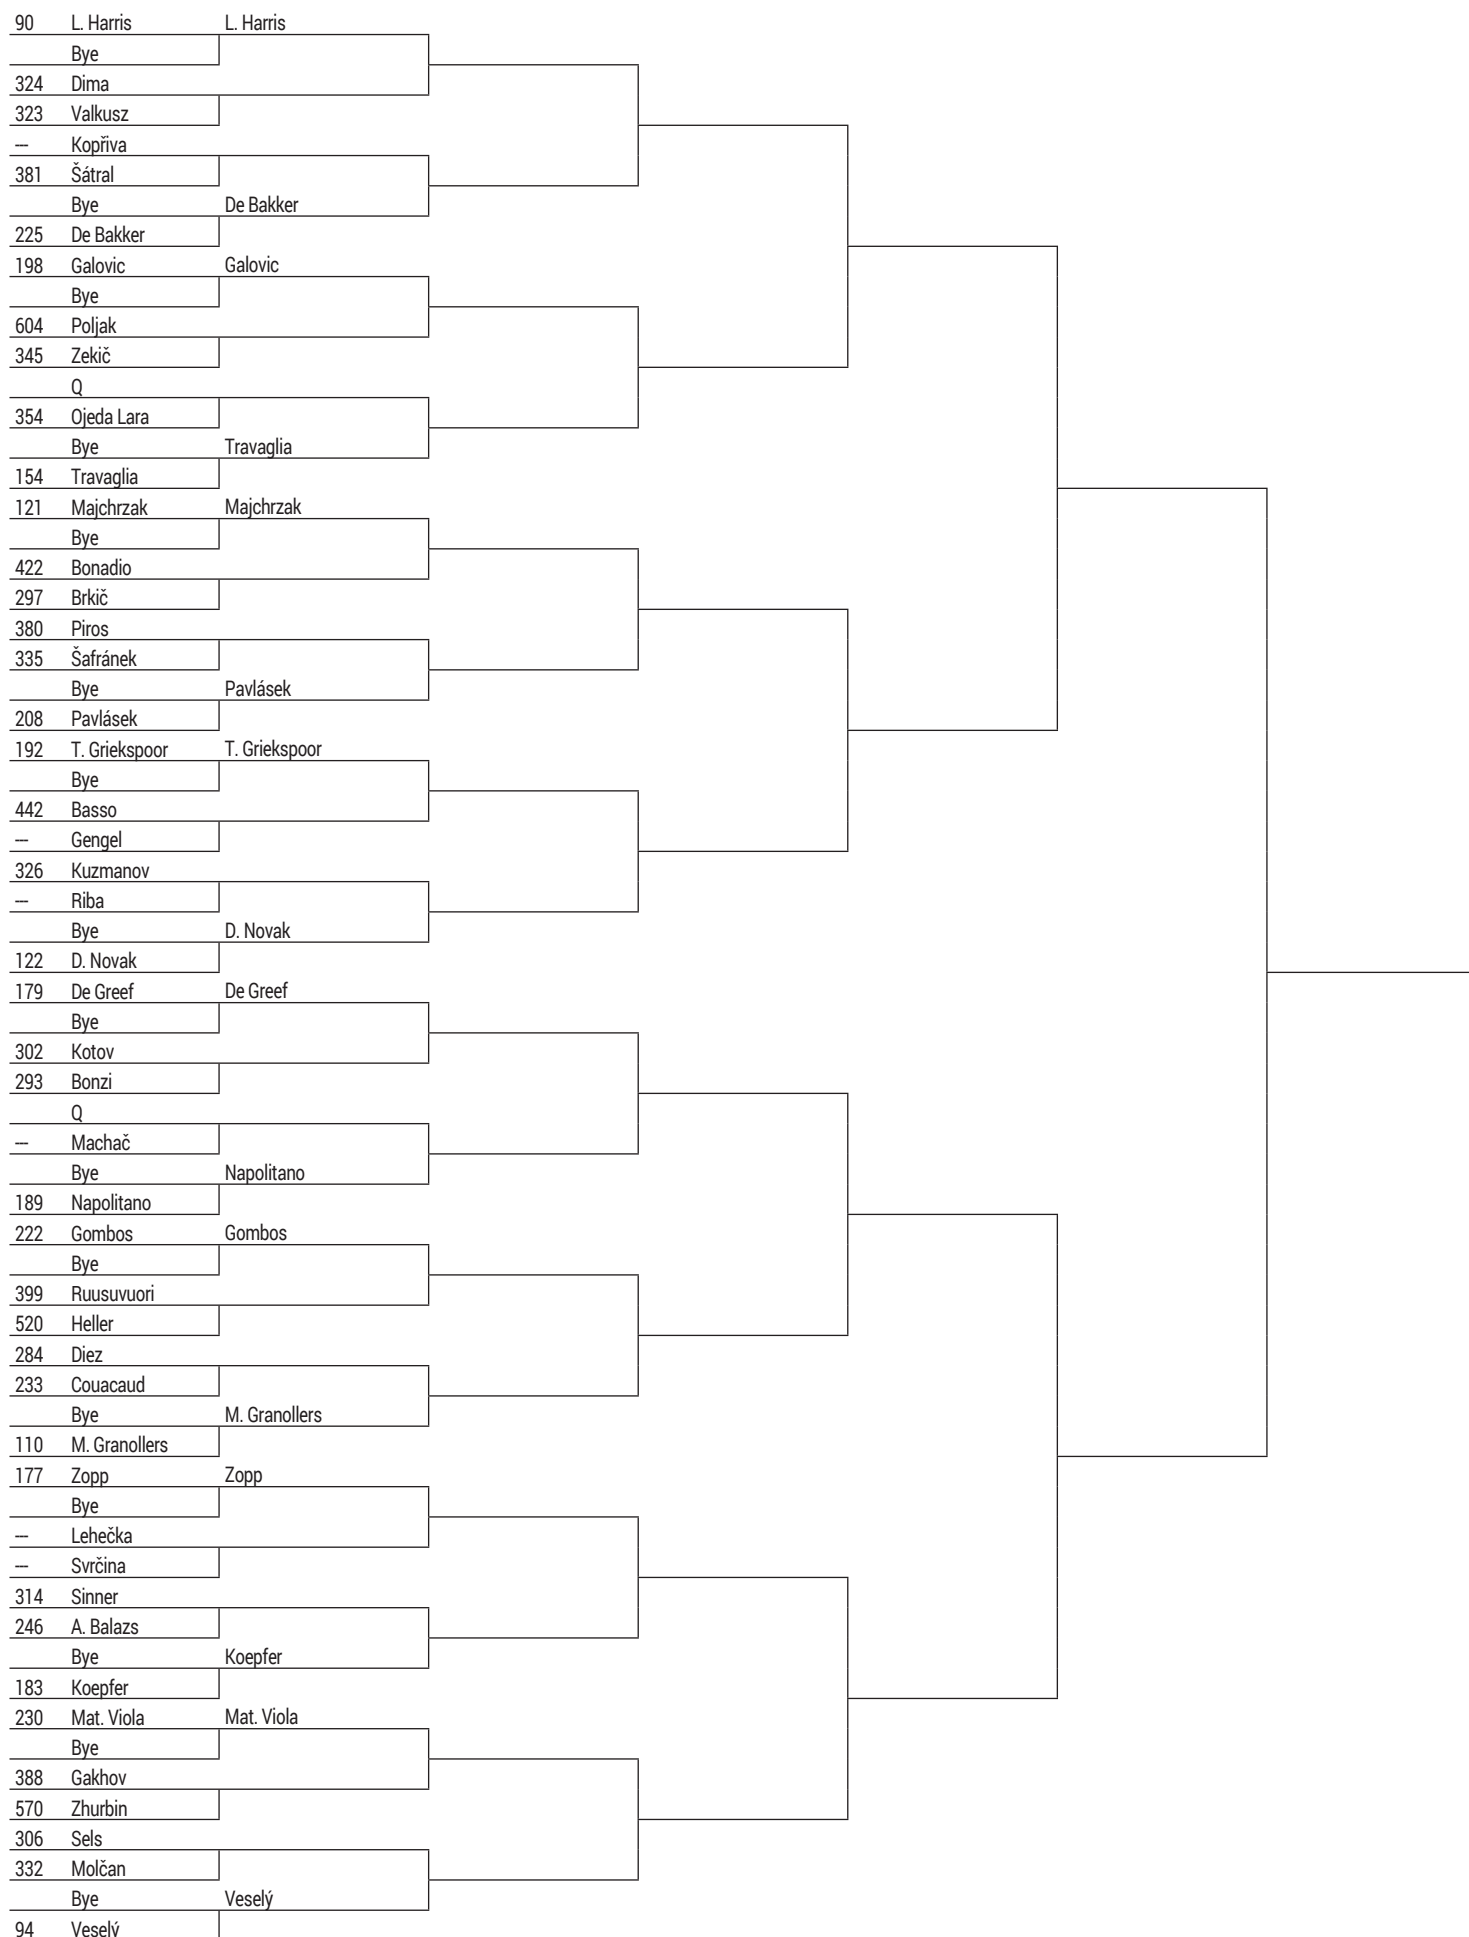 90 L. Harris L. Harris
Bye
324 Dima
323 Valkusz
--- Kopřiva
381 Šátral
Bye De Bakker
225 De Bakker
198 Galovic Galovic
Bye
604 Poljak
345 Zekič
Q
354 Ojeda Lara
Bye Travaglia
154 Travaglia
121 Majchrzak Majchrzak
Bye
422 Bonadio
297 Brkič
380 Piros
335 Šafránek
Bye Pavlásek
208 Pavlásek
192 T. Griekspoor T. Griekspoor
Bye
442 Basso
--- Gengel
326 Kuzmanov
--- Riba
Bye D. Novak
122 D. Novak
179 De Greef De Greef
Bye
302 Kotov
293 Bonzi
Q
--- Machač
Bye Napolitano
189 Napolitano
222 Gombos Gombos
Bye
399 Ruusuvuori
520 Heller
284 Diez
233 Couacaud
Bye M. Granollers
110 M. Granollers
177 Zopp Zopp
Bye
--- Lehečka
--- Svrčina
314 Sinner
246 A. Balazs
Bye Koepfer
183 Koepfer
230 Mat. Viola Mat. Viola
Bye
388 Gakhov
570 Zhurbin
306 Sels
332 Molčan
Bye Veselý
94 Veselý